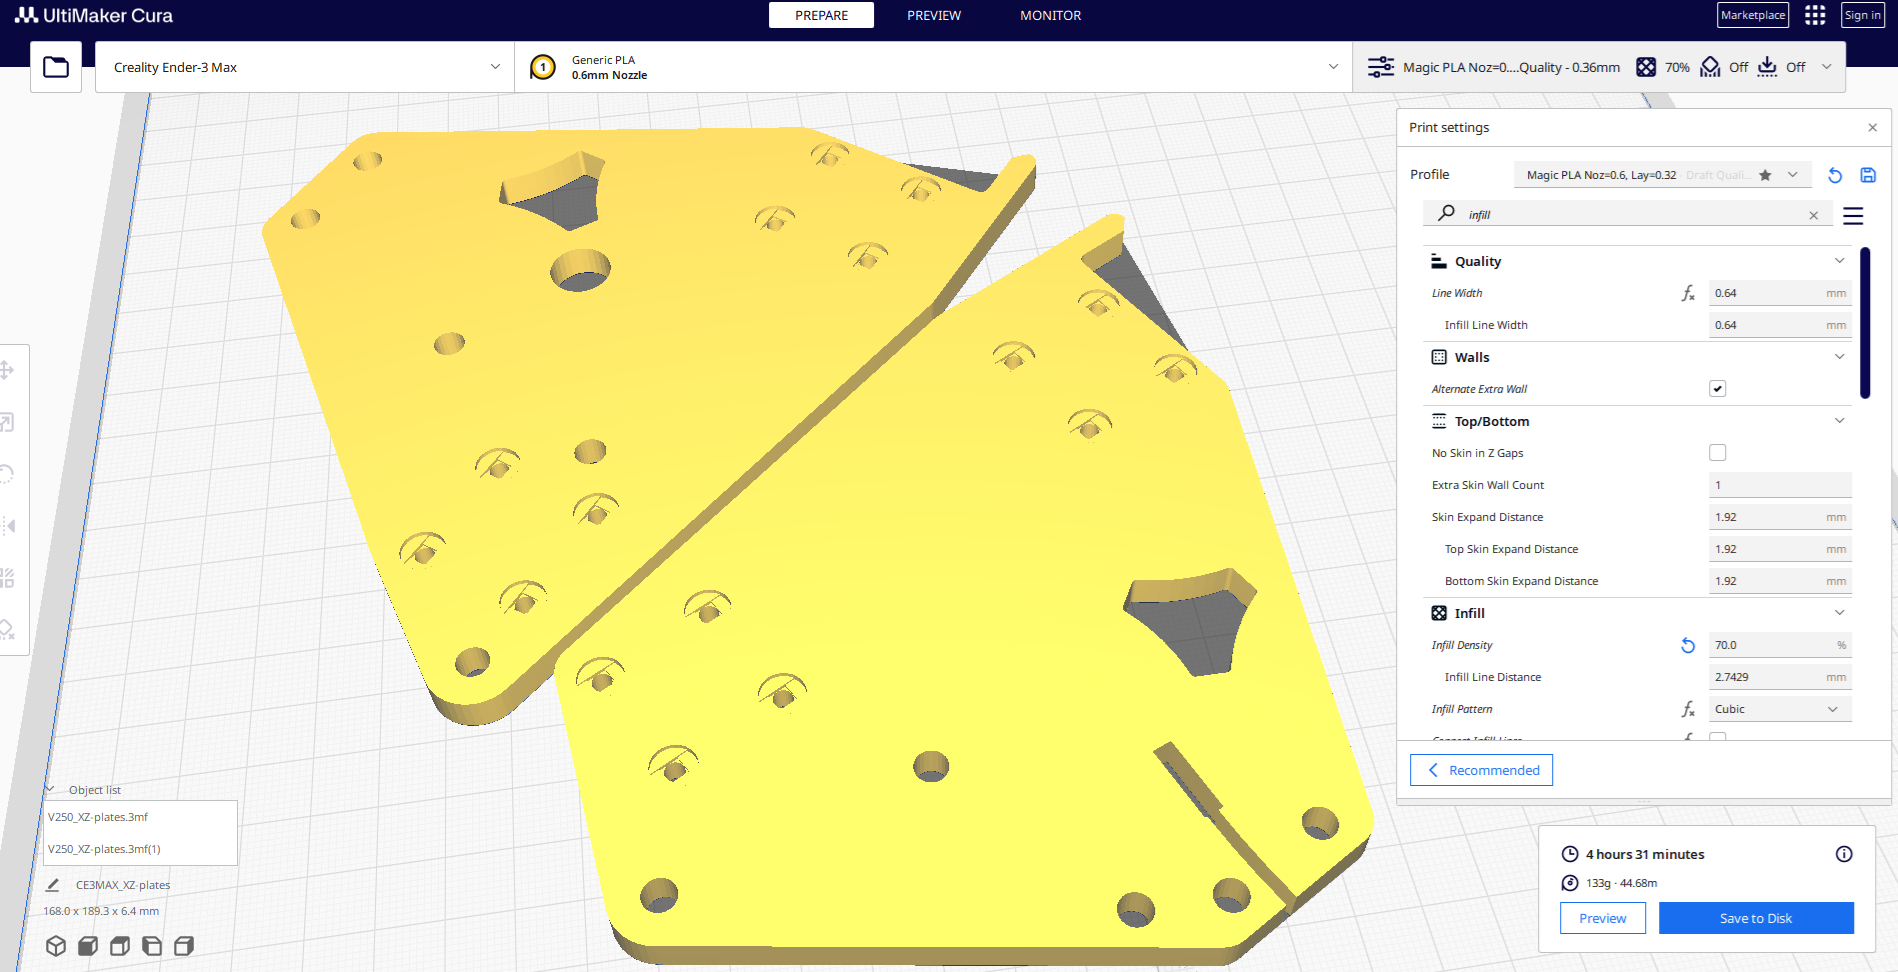 UltiMaker Cura
PREPARE
PREVIEW
MONITOR
Marketplace
Sign in
Creality Ender-3 Max
1
Generic PLA
0.6mm Nozzle
Magic PLA Noz=0....Quality - 0.36mm
70%
Off
Off
Print settings
Profile
Magic PLA Noz=0.6, Lay=0.32 - Draft Quali...
infill
Quality
Line Width
0.64 mm
Infill Line Width
0.64 mm
Walls
Alternate Extra Wall
Top/Bottom
No Skin in Z Gaps
Extra Skin Wall Count
1
Skin Expand Distance
1.92 mm
Top Skin Expand Distance
1.92 mm
Bottom Skin Expand Distance
1.92 mm
Infill
Infill Density
70.0 %
Infill Line Distance
2.7429 mm
Infill Pattern
Cubic
Recommended
Object list
V250_XZ-plates.3mf
V250_XZ-plates.3mf(1)
CE3MAX_XZ-plates
168.0 x 189.3 x 6.4 mm
4 hours 31 minutes
133g · 44.68m
Preview
Save to Disk